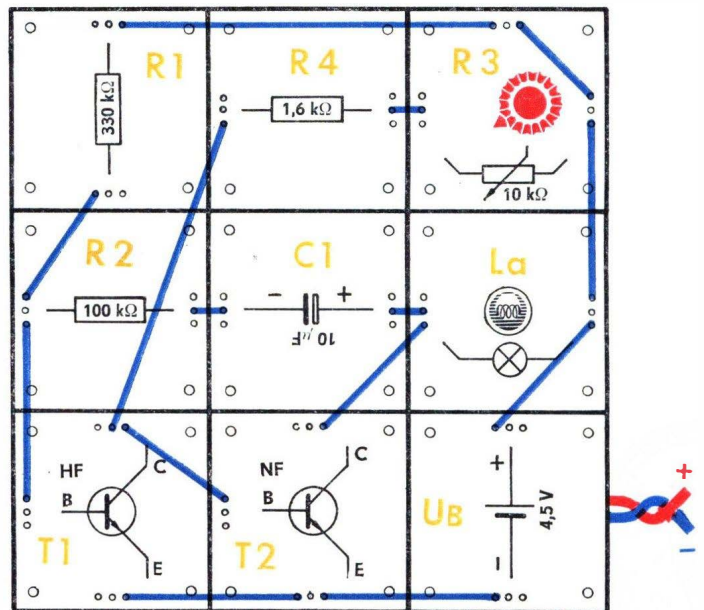 R1
330 kΩ
R4
1,6 kΩ
R3
10 kΩ
R2
100 kΩ
C1
− +
10 µF
La
HF
C
B
E
T1
NF
C
B
E
T2
+
4,5 V
UB
I
+
−